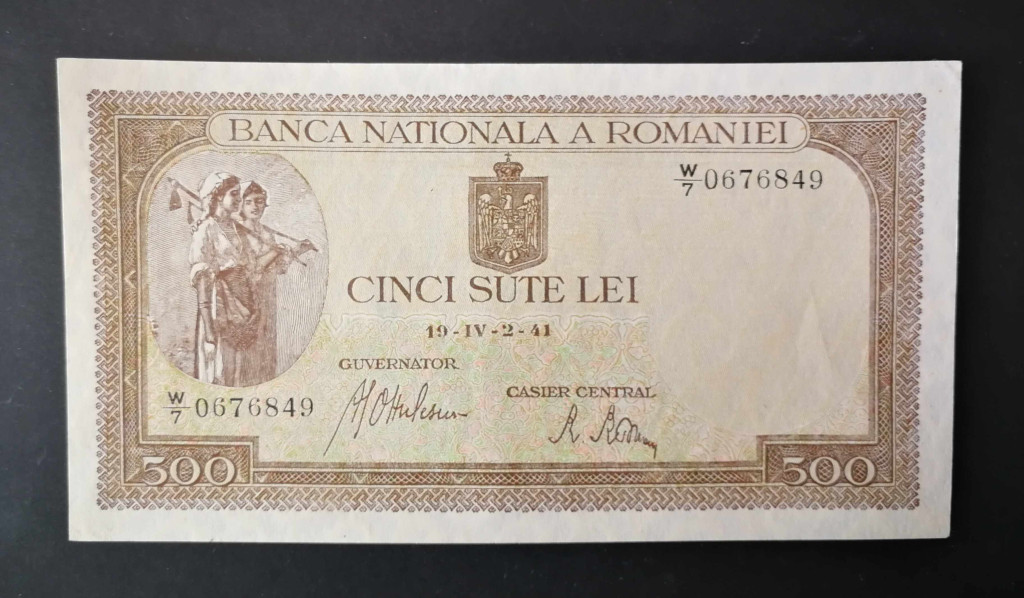 BANCA NATIONALA A ROMANIEI
W/7 0676849
CINCI SUTE LEI
19-IV-2-41
GUVERNATOR
CASIER CENTRAL
W/7 0676849
500 500